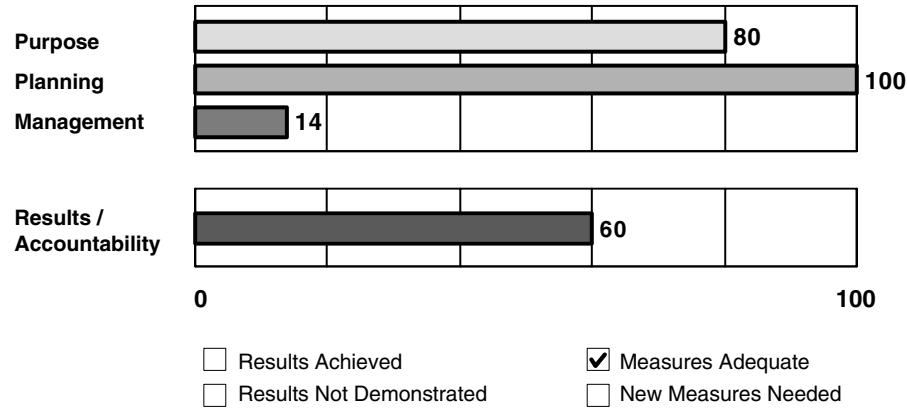 Purpose 80
Planning 100
Management 14
Results /
Accountability 60
0 100
Results Achieved Measures Adequate
Results Not Demonstrated New Measures Needed